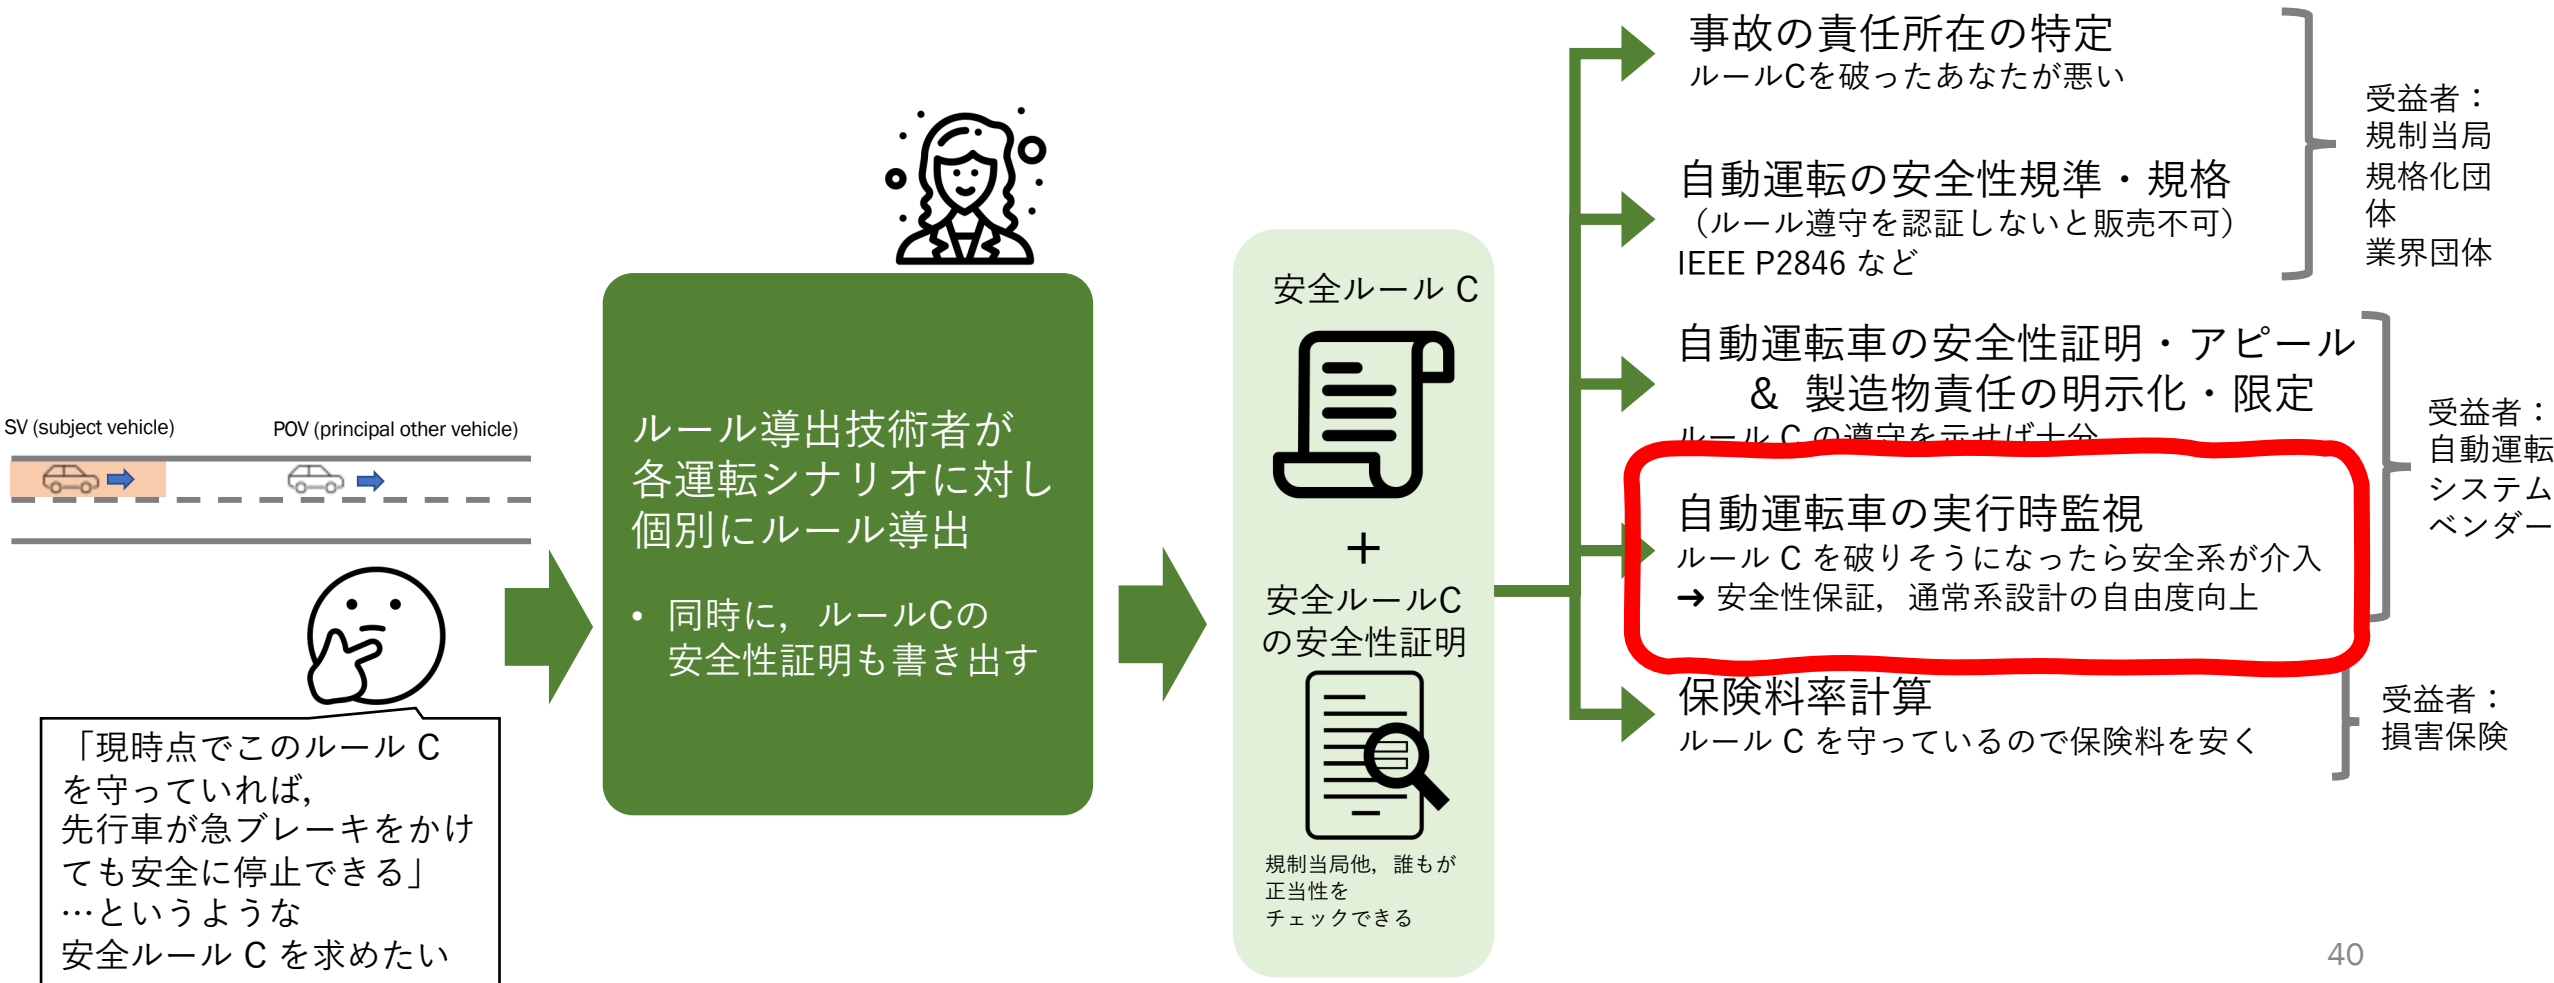 SV (subject vehicle)
POV (principal other vehicle)
「現時点でこのルール C
を守っていれば,
先行車が急ブレーキをかけ
ても安全に停止できる」
…というような
安全ルール C を求めたい
ルール導出技術者が
各運転シナリオに対し
個別にルール導出
• 同時に，ルールCの
安全性証明も書き出す
安全ルール C
+
安全ルールC
の安全性証明
規制当局他，誰もが
正当性を
チェックできる
事故の責任所在の特定
ルールCを破ったあなたが悪い
自動運転の安全性規準・規格
（ルール遵守を認証しないと販売不可）
IEEE P2846 など
受益者：
規制当局
規格化団
体
業界団体
自動運転車の安全性証明・アピール
& 製造物責任の明示化・限定
ルール C の遵守を示せば十分
自動運転車の実行時監視
ルール C を破りそうになったら安全系が介入
➔ 安全性保証，通常系設計の自由度向上
受益者：
自動運転
システム
ベンダー
保険料率計算
ルール C を守っているので保険料を安く
受益者：
損害保険
40